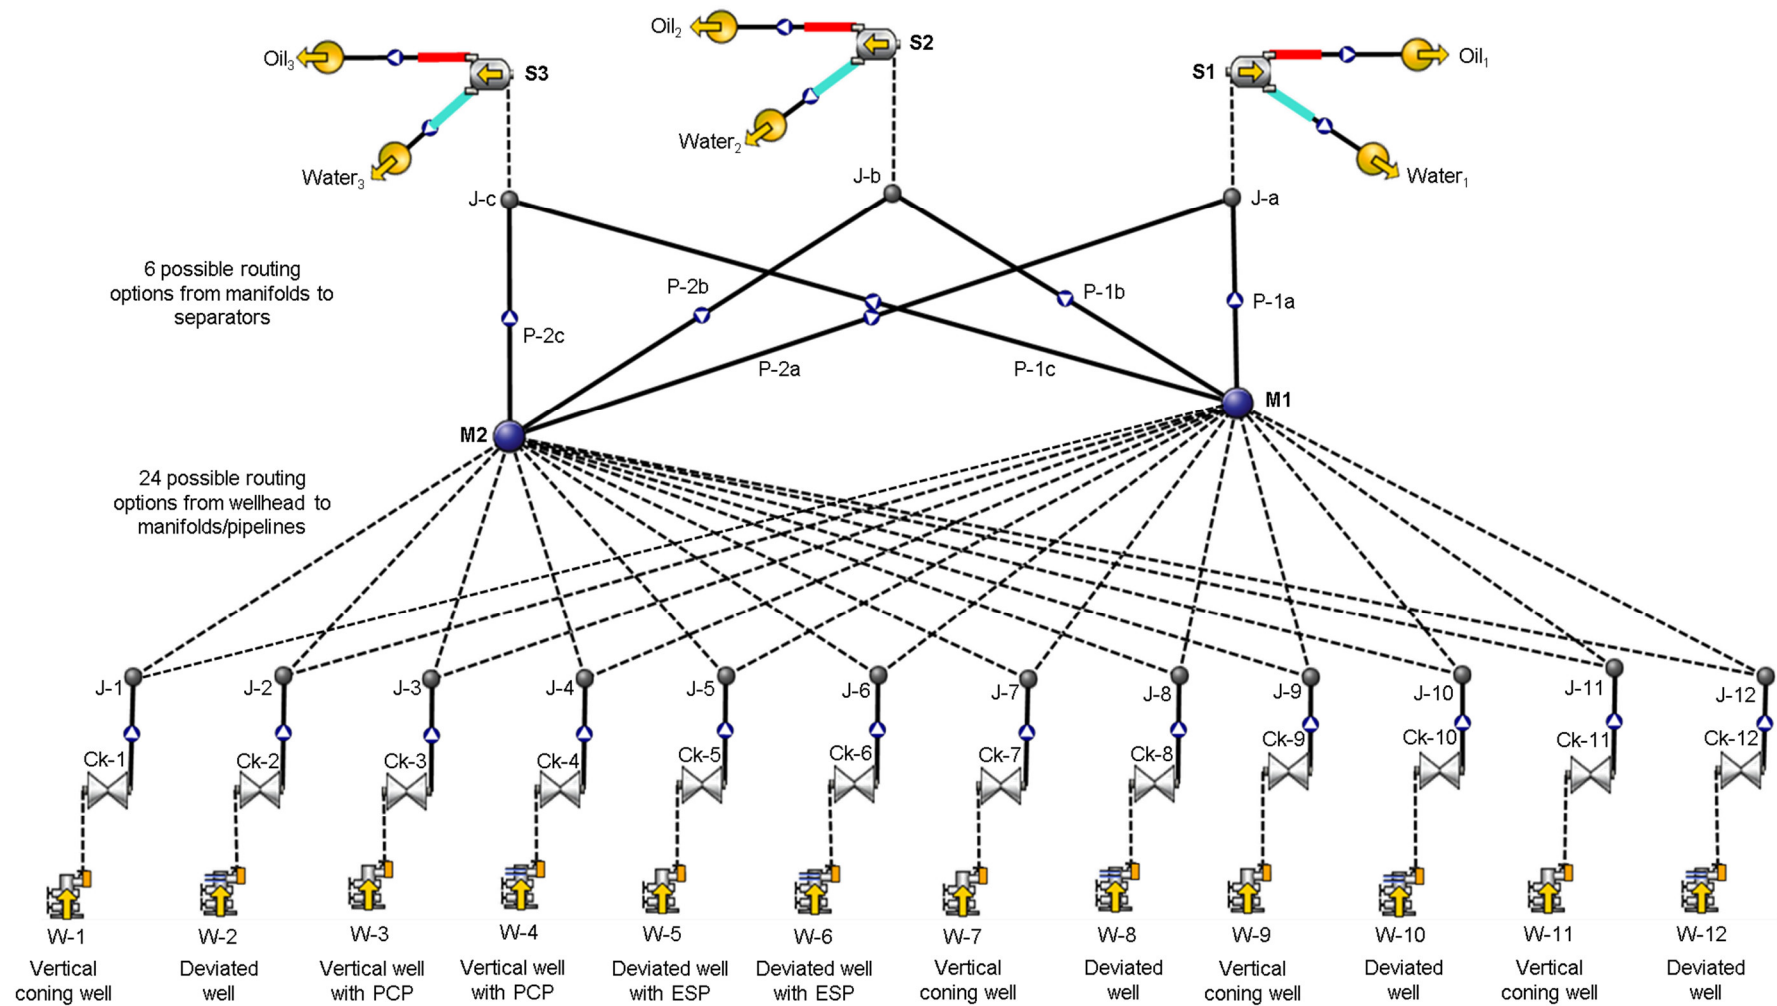 Oil2
S2
Oil3
S3
S1
Oil1
Water2
Water3
Water1
J-c
J-b
J-a
6 possible routing
options from manifolds to
separators
P-2b
P-1b
P-1a
P-2c
P-2a
P-1c
M2
M1
24 possible routing
options from wellhead to
manifolds/pipelines
J-1
J-2
J-3
J-4
J-5
J-6
J-7
J-8
J-9
J-10
J-11
J-12
Ck-1
Ck-2
Ck-3
Ck-4
Ck-5
Ck-6
Ck-7
Ck-8
Ck-9
Ck-10
Ck-11
Ck-12
W-1
W-2
W-3
W-4
W-5
W-6
W-7
W-8
W-9
W-10
W-11
W-12
Vertical
coning well
Deviated
well
Vertical well
with PCP
Vertical well
with PCP
Deviated well
with ESP
Deviated well
with ESP
Vertical
coning well
Deviated
well
Vertical
coning well
Deviated
well
Vertical
coning well
Deviated
well